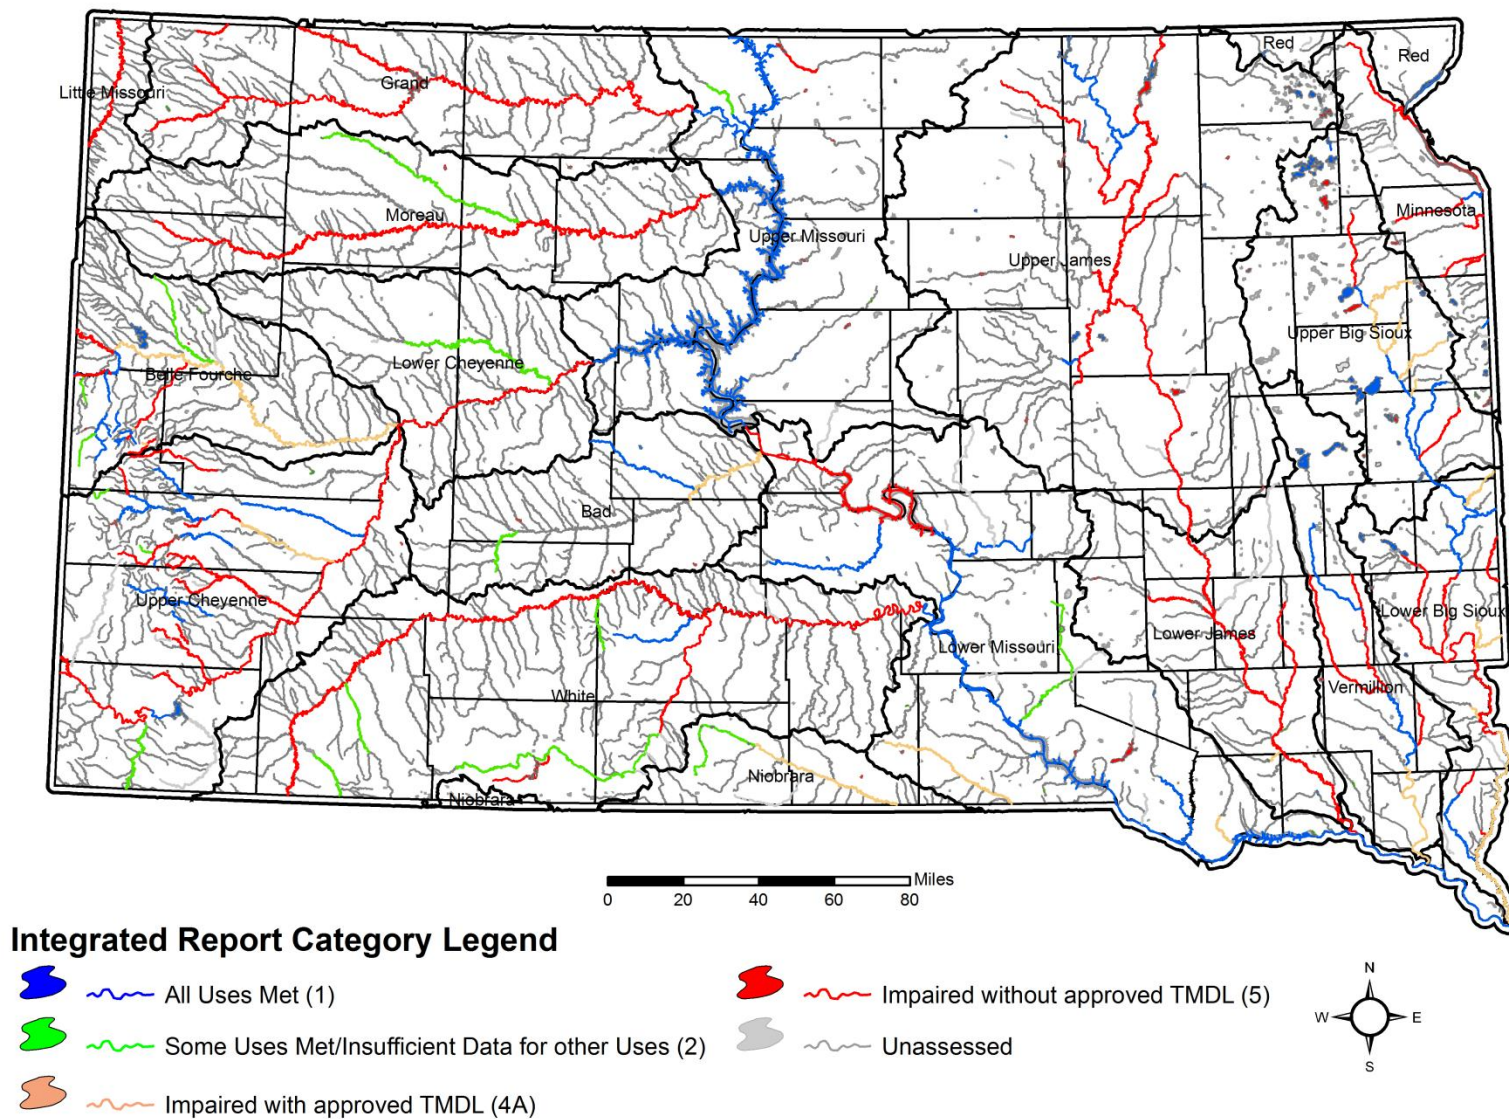 Red
Red
Little Missouri
Grand
Moreau
Upper Missouri
Minnesota
Upper James
Upper Big Sioux
Lower Cheyenne
Belle Fourche
Bad
Upper Cheyenne
Lower Big Sioux
Lower James
Lower Missouri
White
Vermillion
Niobrara
Niobrara
Miles
0 20 40 60 80
Integrated Report Category Legend
All Uses Met (1)
Impaired without approved TMDL (5)
Some Uses Met/Insufficient Data for other Uses (2)
Unassessed
Impaired with approved TMDL (4A)
N
W E
S